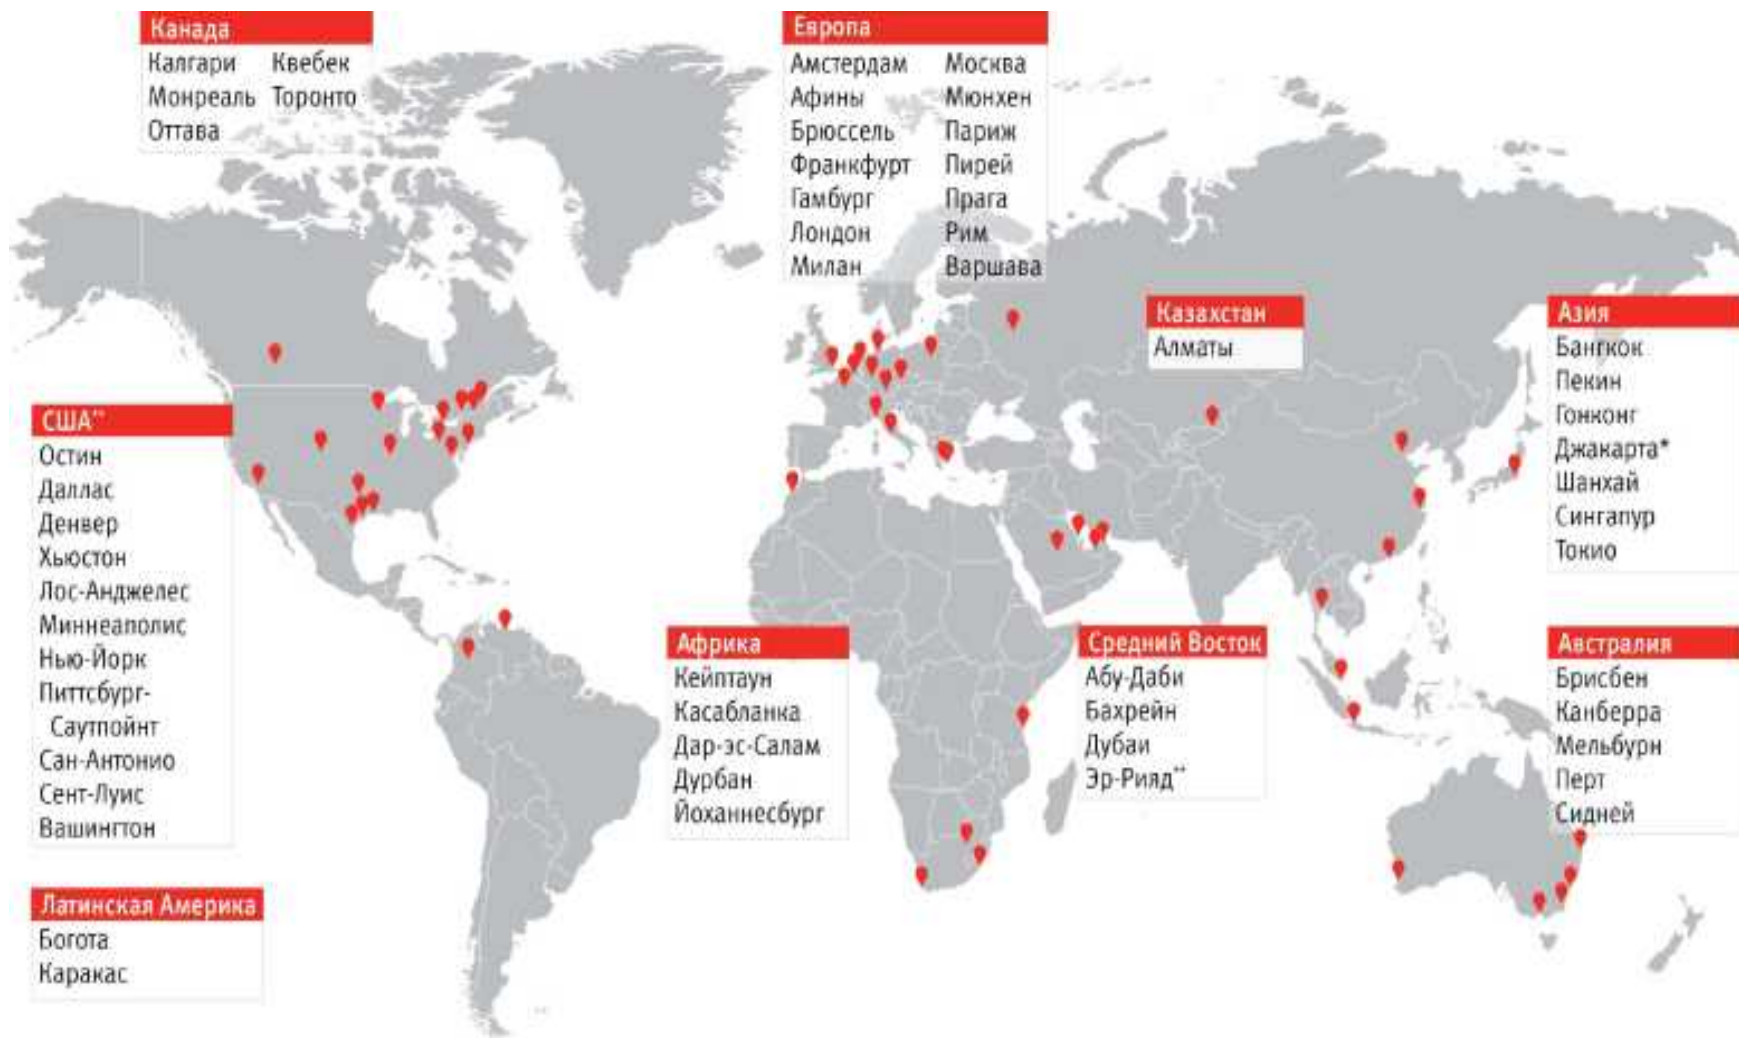 Канада
Калгари Квебек
Монреаль Торонто
Оттава
Европа
Амстердам Москва
Афины Мюнхен
Брюссель Париж
Франкфурт Пирей
Гамбург Прага
Лондон Рим
Милан Варшава
Казахстан
Алматы
Азия
Бангкок
Пекин
Гонконг
Джакарта*
Шанхай
Сингапур
Токио
США**
Остин
Даллас
Денвер
Хьюстон
Лос-Анджелес
Миннеаполис
Нью-Йорк
Питтсбург-
Саутпойнт
Сан-Антонио
Сент-Луис
Вашингтон
Африка
Кейптаун
Касабланка
Дар-эс-Салам
Дурбан
Йоханнесбург
Средний Восток
Абу-Даби
Бахрейн
Дубаи
Эр-Рияд**
Австралия
Брисбен
Канберра
Мельбурн
Перт
Сидней
Латинская Америка
Богота
Каракас